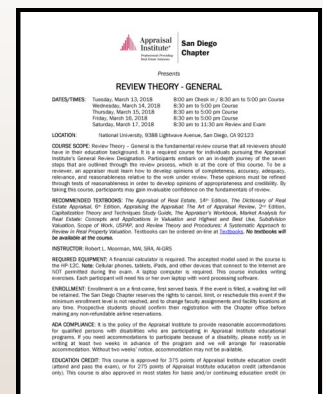 Appraisal
Institute®
Professionals Providing
Real Estate Solutions
San Diego
Chapter
Presents
REVIEW THEORY - GENERAL
DATES/TIMES: Tuesday, March 13, 2018 8:00 am Check in / 8:30 am to 5:00 pm Course
Wednesday, March 14, 2018 8:30 am to 5:00 pm Course
Thursday, March 15, 2018 8:30 am to 5:00 pm Course
Friday, March 16, 2018 8:30 am to 5:00 pm Course
Saturday, March 17, 2018 8:30 am to 11:30 am Review and Exam
LOCATION: National University, 9388 Lightwave Avenue, San Diego, CA 92123
COURSE SCOPE: Review Theory – General is the fundamental review course that all reviewers should
have in their education background. It is a required course for individuals pursuing the Appraisal
Institute's General Review Designation. Participants embark on an in-depth journey of the seven
steps that are outlined through the review process, which is at the core of this course. To be a
reviewer, an appraiser must learn how to develop opinions of completeness, accuracy, adequacy,
relevance, and reasonableness relative to the work under review. These opinions must be refined
through tests of reasonableness in order to develop opinions of appropriateness and credibility. By
taking this course, participants may gain invaluable confidence on the fundamentals of review.
RECOMMENDED TEXTBOOKS: The Appraisal of Real Estate, 14th Edition, The Dictionary of Real
Estate Appraisal, 6th Edition, Appraising the Appraisal: The Art of Appraisal Review, 2nd Edition,
Capitalization Theory and Techniques Study Guide, The Appraiser's Workbook, Market Analysis for
Real Estate: Concepts and Applications in Valuation and Highest and Best Use, Subdivision
Valuation, Scope of Work, USPAP, and Review Theory and Procedures: A Systematic Approach to
Review in Real Property Valuation. Textbooks can be ordered on-line at Textbooks. No textbooks will
be available at the course.
INSTRUCTOR: Robert L. Moorman, MAI, SRA, AI-GRS
REQUIRED EQUIPMENT: A financial calculator is required. The accepted model used in the course is
the HP-12C. Note: Cellular phones, tablets, iPads, and other devices that connect to the Internet are
NOT permitted during the exam. A laptop computer is required. This course includes writing
exercises. Each participant will need his or her own laptop with word processing software.
ENROLLMENT: Enrollment is on a first-come, first served basis. If the event is filled, a waiting list will
be retained. The San Diego Chapter reserves the rights to cancel, limit, or reschedule this event if the
minimum enrollment level is not reached, and to change faculty assignments and facility locations at
any time. Prospective students should confirm their registration with the Chapter office before
making any non-refundable airline reservations.
ADA COMPLIANCE: It is the policy of the Appraisal Institute to provide reasonable accommodations
for qualified persons with disabilities who are participating in Appraisal Institute educational
programs. If you need accommodations to participate because of a disability, please notify us in
writing at least two weeks in advance of the program and we will arrange for reasonable
accommodation. Without two weeks' notice, accommodation may not be available.
EDUCATION CREDIT: This course is approved for 375 points of Appraisal Institute education credit
(attend and pass the exam), or for 275 points of Appraisal Institute education credit (attendance
only). This course is also approved in most states for basic and/or continuing education credit (in